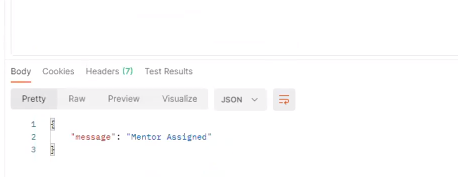 Body Cookies Headers (7) Test Results
Pretty Raw Preview Visualize JSON
1 {
2 "message": "Mentor Assigned"
3 }